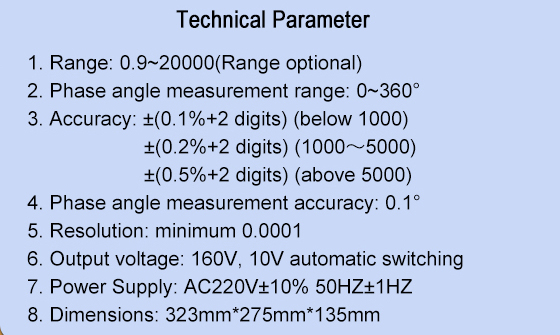 Technical Parameter
1. Range: 0.9~20000(Range optional)
2. Phase angle measurement range: 0~360°
3. Accuracy: ±(0.1%+2 digits) (below 1000)
±(0.2%+2 digits) (1000～5000)
±(0.5%+2 digits) (above 5000)
4. Phase angle measurement accuracy: 0.1°
5. Resolution: minimum 0.0001
6. Output voltage: 160V, 10V automatic switching
7. Power Supply: AC220V±10% 50HZ±1HZ
8. Dimensions: 323mm*275mm*135mm